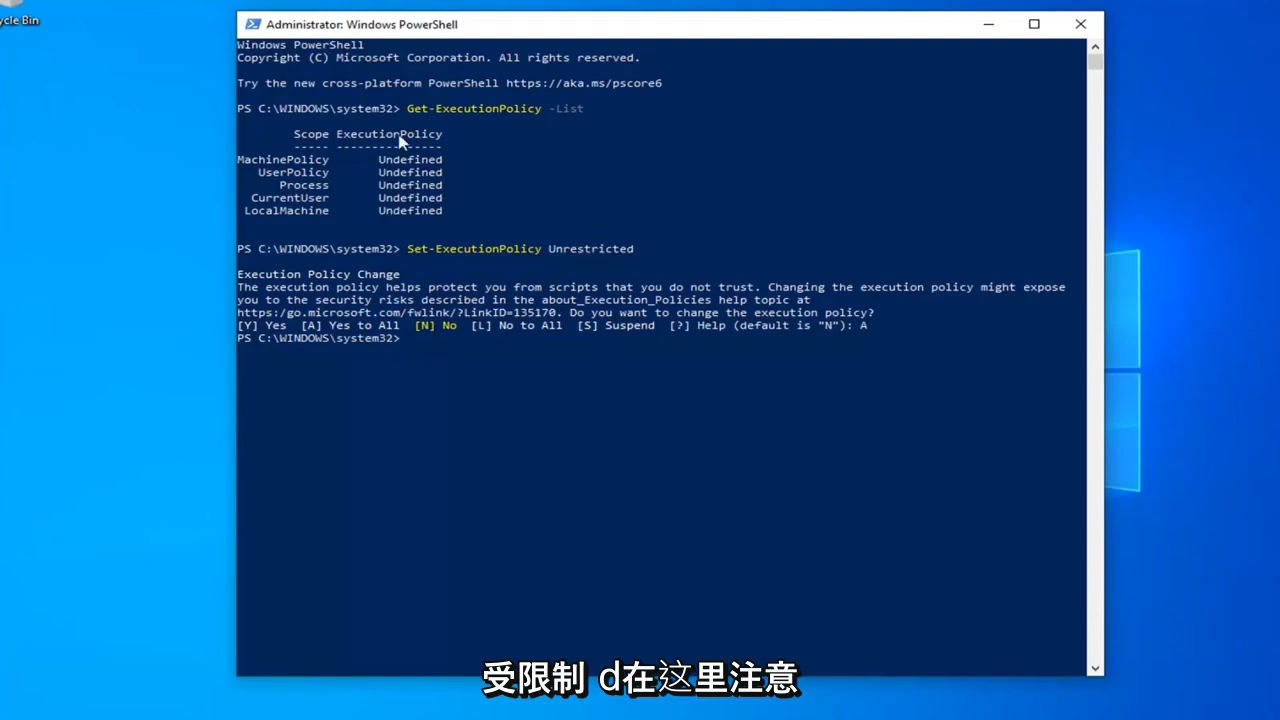 cycle Bin
Administrator: Windows PowerShell
Windows PowerShell
Copyright (C) Microsoft Corporation. All rights reserved.
Try the new cross-platform PowerShell https://aka.ms/pscore6
PS C:\WINDOWS\system32> Get-ExecutionPolicy -List
Scope ExecutionPolicy
----- ---------------
MachinePolicy Undefined
UserPolicy Undefined
Process Undefined
CurrentUser Undefined
LocalMachine Undefined
PS C:\WINDOWS\system32> Set-ExecutionPolicy Unrestricted
Execution Policy Change
The execution policy helps protect you from scripts that you do not trust. Changing the execution policy might expose
you to the security risks described in the about_Execution_Policies help topic at
https:/go.microsoft.com/fwlink/?LinkID=135170. Do you want to change the execution policy?
[Y] Yes [A] Yes to All [N] No [L] No to All [S] Suspend [?] Help (default is "N"): A
PS C:\WINDOWS\system32>
受限制 d在这里注意